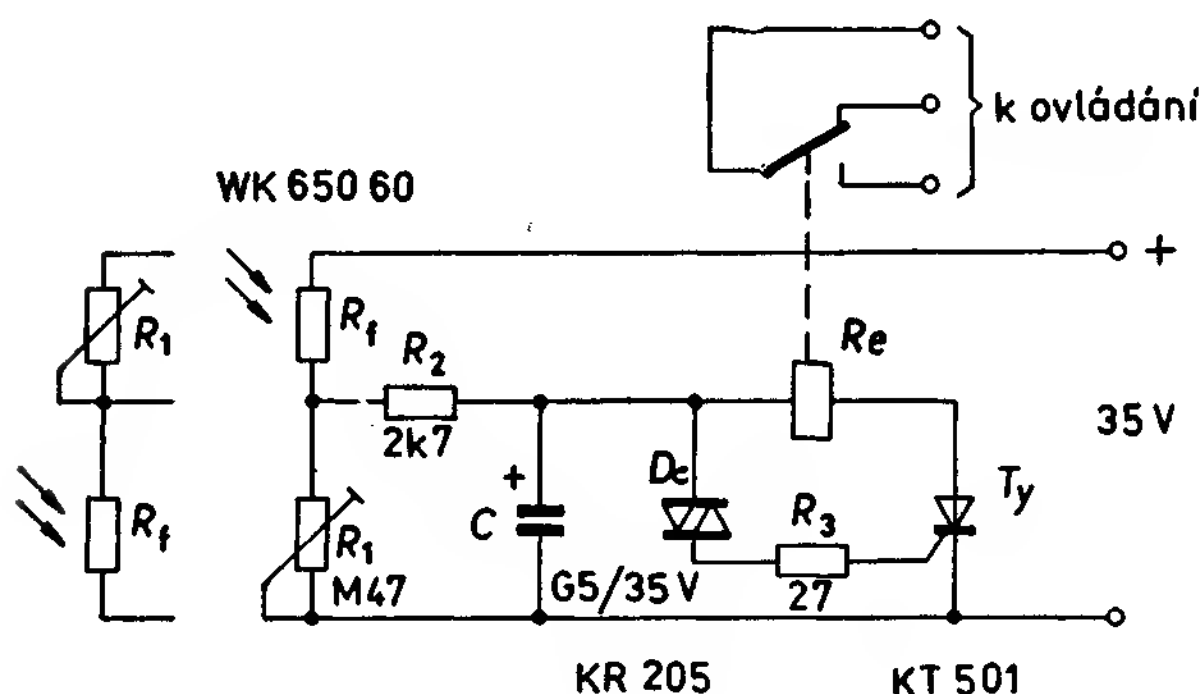 k ovládání
WK 650 60
+
R1
Rf
R2
2k7
Re
35 V
Rf
R1
M47
+
C
G5/35 V
Dc
R3
27
Ty
KR 205
KT 501